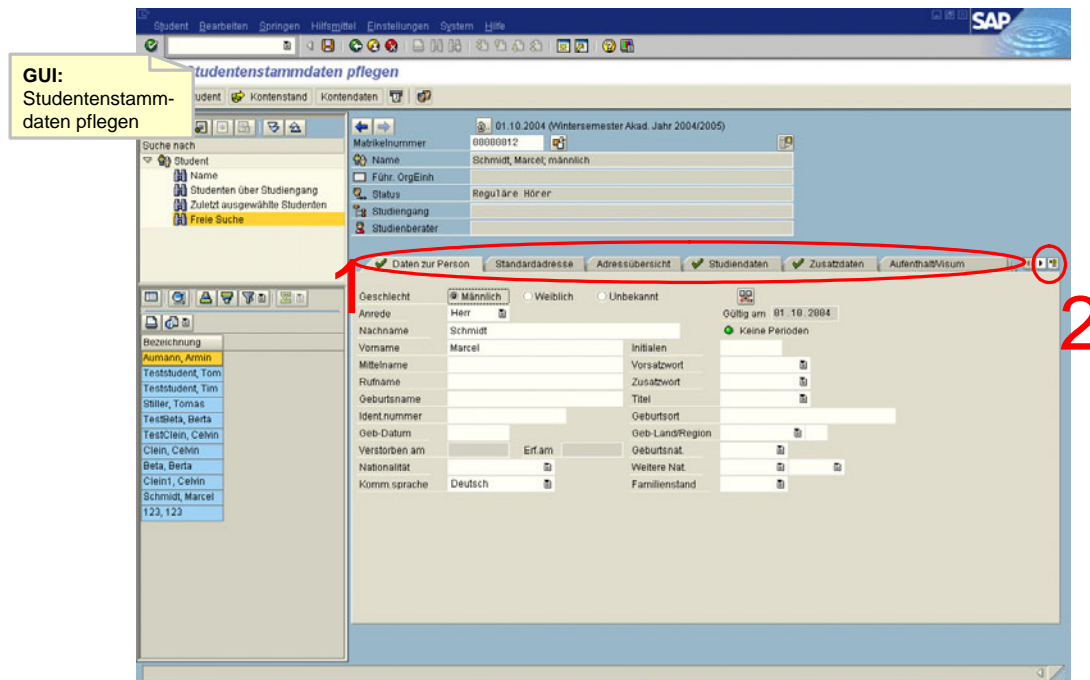 Student Bearbeiten Springen Hilfsmittel Einstellungen System Hilfe
SAP
GUI:
Studentenstamm-
daten pflegen
Studentenstammdaten pflegen
udent Kontenstand Kontendaten
01.10.2004 (Wintersemester Akad. Jahr 2004/2005)
Suche nach
Student
Name
Studenten über Studiengang
Zuletzt ausgewählte Studenten
Freie Suche
Matrikelnummer 00000012
Name Schmidt, Marcel; männlich
Führ. OrgEinh
Status Reguläre Hörer
Studiengang
Studienberater
1
Daten zur Person Standardadresse Adressübersicht Studiendaten Zusatzdaten Aufenthalt/Visum
2
Geschlecht Männlich Weiblich Unbekannt
Anrede Herr Gültig am 01.10.2004
Nachname Schmidt Keine Perioden
Vorname Marcel Initialen
Mittelname Vorsatzwort
Rufname Zusatzwort
Geburtsname Titel
Ident.nummer Geburtsort
Geb-Datum Geb-Land/Region
Verstorben am Erf.am Geburtsnat.
Nationalität Weitere Nat.
Komm.sprache Deutsch Familienstand
Bezeichnung
Aumann, Armin
Teststudent, Tom
Teststudent, Tim
Stiller, Tomas
TestBeta, Berta
TestClein, Celvin
Clein, Celvin
Beta, Berta
Clein1, Celvin
Schmidt, Marcel
123, 123